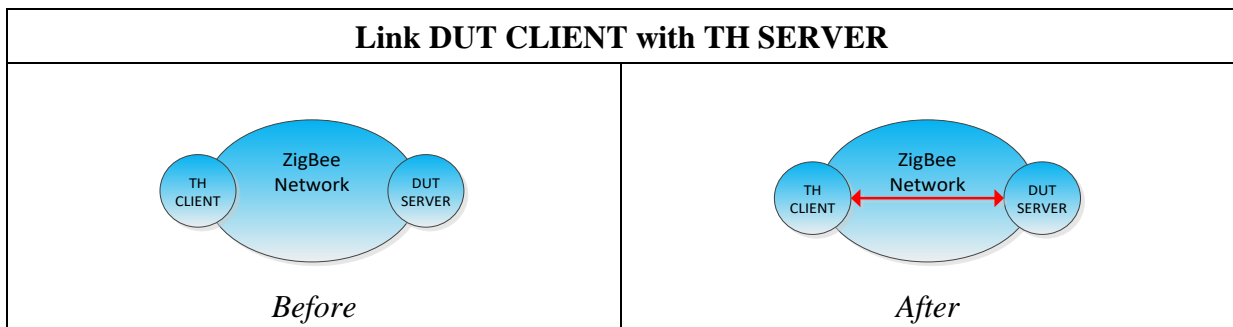 Link DUT CLIENT with TH SERVER
ZigBee
Network
TH
CLIENT
DUT
SERVER
Before
ZigBee
Network
TH
CLIENT
DUT
SERVER
After